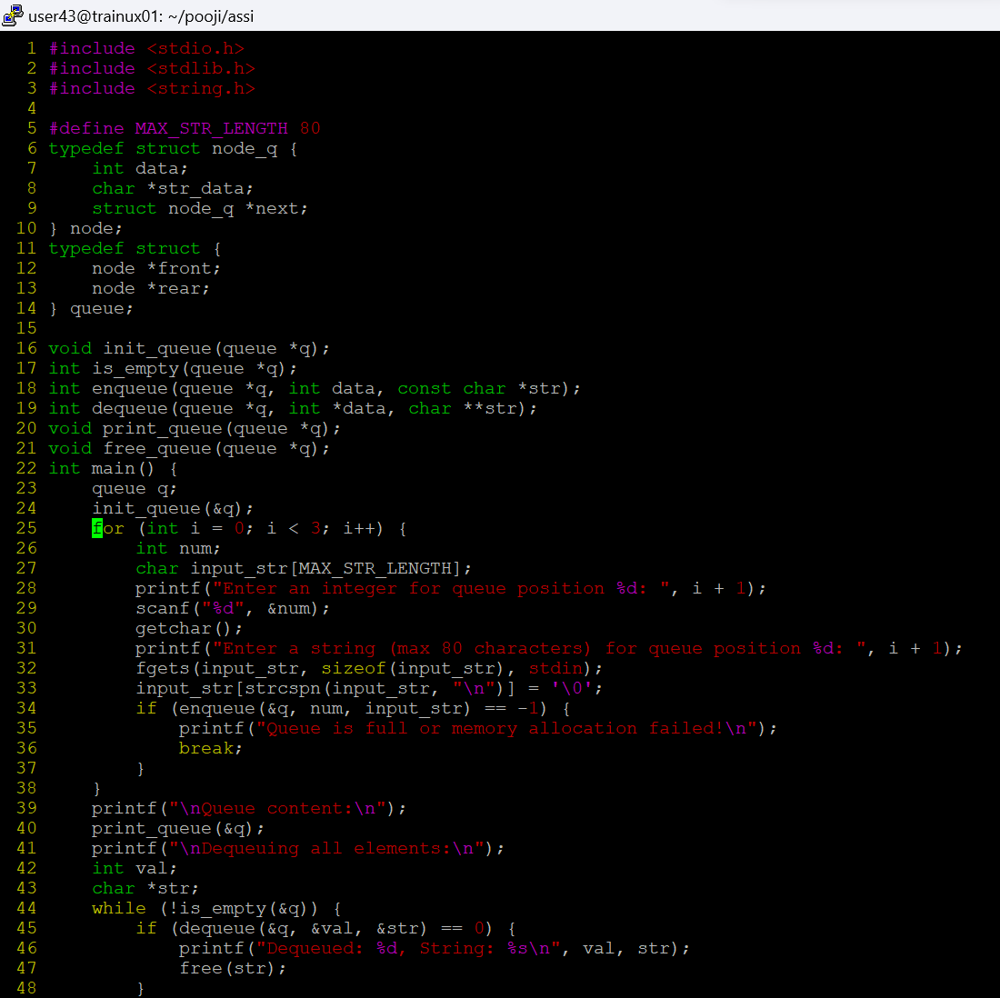 user43@trainux01: ~/pooji/assi
1 #include <stdio.h>
2 #include <stdlib.h>
3 #include <string.h>
4
5 #define MAX_STR_LENGTH 80
6 typedef struct node_q {
7     int data;
8     char *str_data;
9     struct node_q *next;
10 } node;
11 typedef struct {
12     node *front;
13     node *rear;
14 } queue;
15
16 void init_queue(queue *q);
17 int is_empty(queue *q);
18 int enqueue(queue *q, int data, const char *str);
19 int dequeue(queue *q, int *data, char **str);
20 void print_queue(queue *q);
21 void free_queue(queue *q);
22 int main() {
23     queue q;
24     init_queue(&q);
25     for (int i = 0; i < 3; i++) {
26         int num;
27         char input_str[MAX_STR_LENGTH];
28         printf("Enter an integer for queue position %d: ", i + 1);
29         scanf("%d", &num);
30         getchar();
31         printf("Enter a string (max 80 characters) for queue position %d: ", i + 1);
32         fgets(input_str, sizeof(input_str), stdin);
33         input_str[strcspn(input_str, "\n")] = '\0';
34         if (enqueue(&q, num, input_str) == -1) {
35             printf("Queue is full or memory allocation failed!\n");
36             break;
37         }
38     }
39     printf("\nQueue content:\n");
40     print_queue(&q);
41     printf("\nDequeuing all elements:\n");
42     int val;
43     char *str;
44     while (!is_empty(&q)) {
45         if (dequeue(&q, &val, &str) == 0) {
46             printf("Dequeued: %d, String: %s\n", val, str);
47             free(str);
48         }